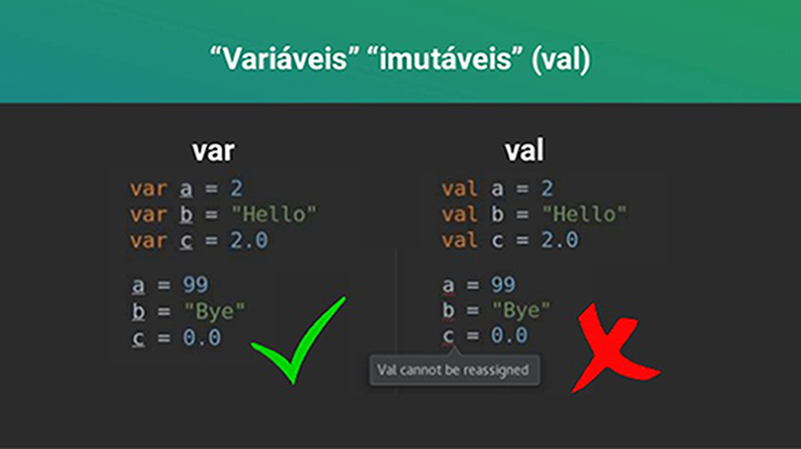 “Variáveis” “imutáveis” (val)
var
var a = 2
var b = "Hello"
var c = 2.0
a = 99
b = "Bye"
c = 0.0
val
val a = 2
val b = "Hello"
val c = 2.0
a = 99
b = "Bye"
c = 0.0
Val cannot be reassigned